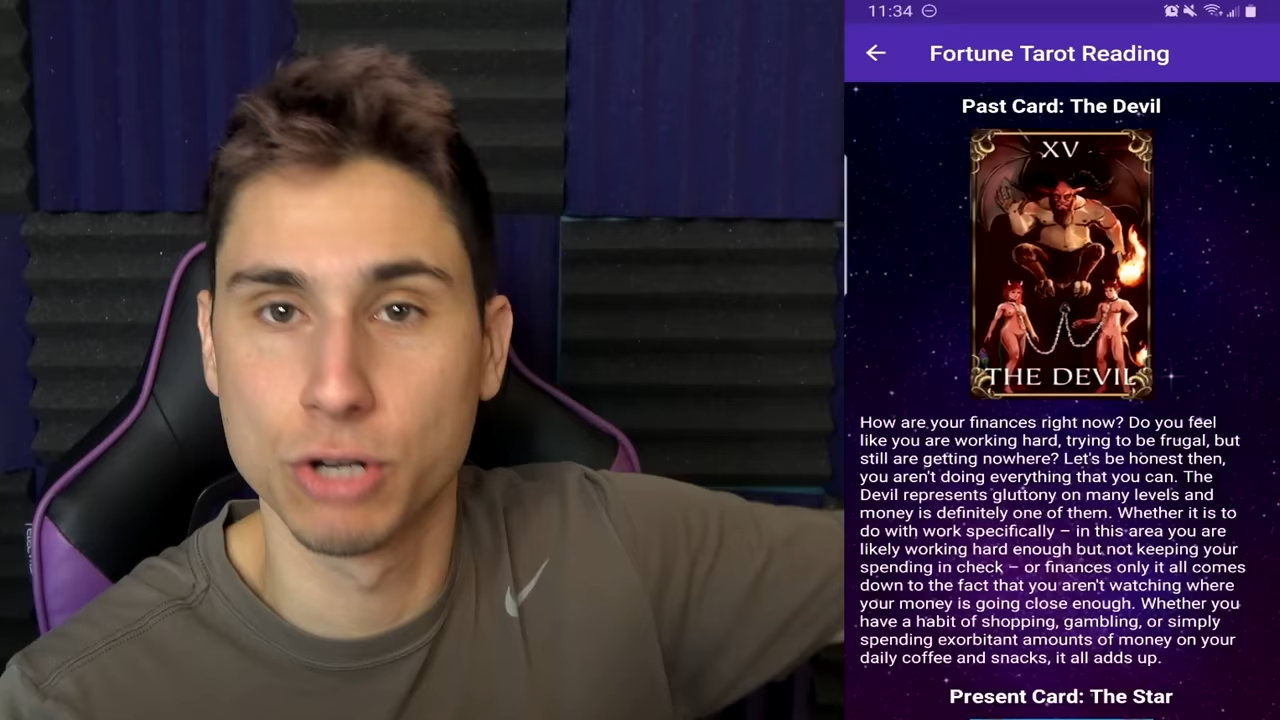 11:34
Fortune Tarot Reading
Past Card: The Devil
XV
THE DEVIL
How are your finances right now? Do you feel
like you are working hard, trying to be frugal, but
still are getting nowhere? Let's be honest then,
you aren't doing everything that you can. The
Devil represents gluttony on many levels and
money is definitely one of them. Whether it is to
do with work specifically – in this area you are
likely working hard enough but not keeping your
spending in check – or finances only it all comes
down to the fact that you aren't watching where
your money is going close enough. Whether you
have a habit of shopping, gambling, or simply
spending exorbitant amounts of money on your
daily coffee and snacks, it all adds up.
Present Card: The Star